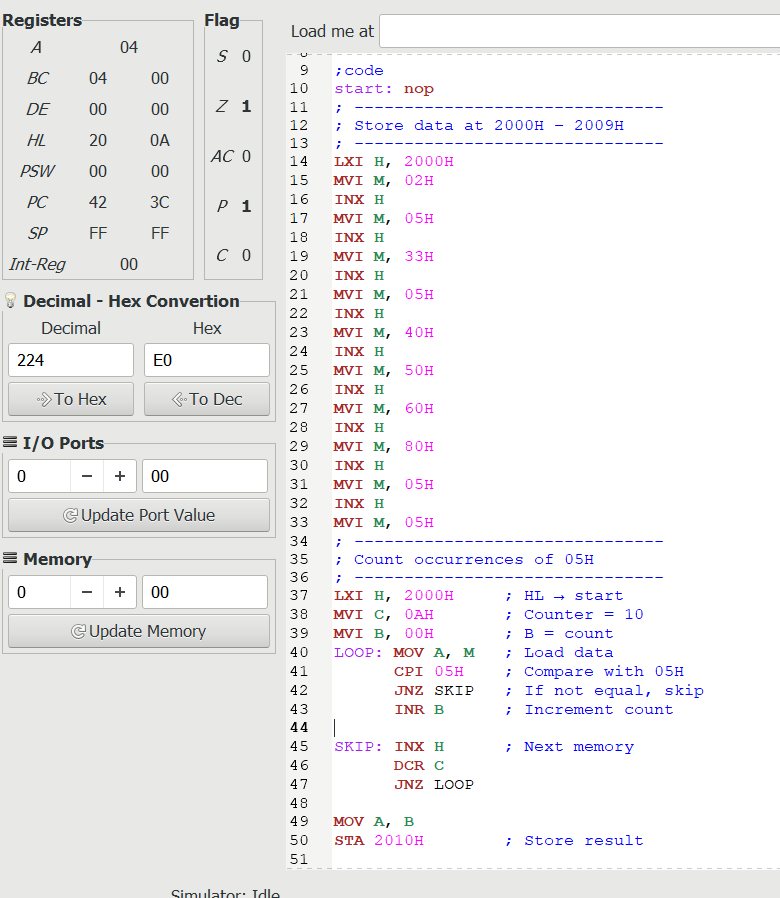 Registers
A 04
BC 04 00
DE 00 00
HL 20 0A
PSW 00 00
PC 42 3C
SP FF FF
Int-Reg 00
Flag
S 0
Z 1
AC 0
P 1
C 0
Decimal - Hex Convertion
Decimal Hex
224 E0
To Hex To Dec
I/O Ports
0 − + 00
Update Port Value
Memory
0 − + 00
Update Memory
Load me at
9 ;code
10 start: nop
11 ; -------------------------------
12 ; Store data at 2000H – 2009H
13 ; -------------------------------
14 LXI H, 2000H
15 MVI M, 02H
16 INX H
17 MVI M, 05H
18 INX H
19 MVI M, 33H
20 INX H
21 MVI M, 05H
22 INX H
23 MVI M, 40H
24 INX H
25 MVI M, 50H
26 INX H
27 MVI M, 60H
28 INX H
29 MVI M, 80H
30 INX H
31 MVI M, 05H
32 INX H
33 MVI M, 05H
34 ; -------------------------------
35 ; Count occurrences of 05H
36 ; -------------------------------
37 LXI H, 2000H ; HL → start
38 MVI C, 0AH ; Counter = 10
39 MVI B, 00H ; B = count
40 LOOP: MOV A, M ; Load data
41 CPI 05H ; Compare with 05H
42 JNZ SKIP ; If not equal, skip
43 INR B ; Increment count
44
45 SKIP: INX H ; Next memory
46 DCR C
47 JNZ LOOP
48
49 MOV A, B
50 STA 2010H ; Store result
51
Simulator: Idle